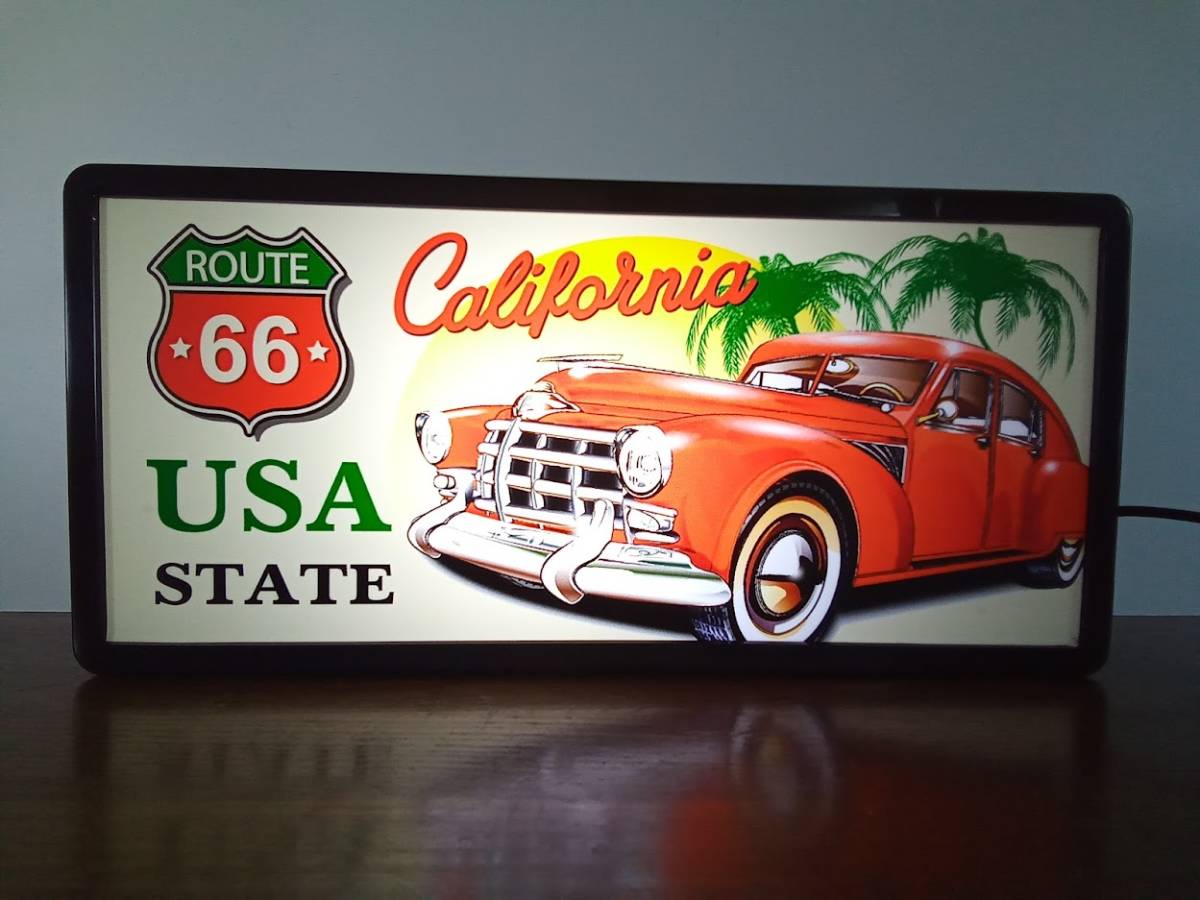 ROUTE
66
California
USA
STATE